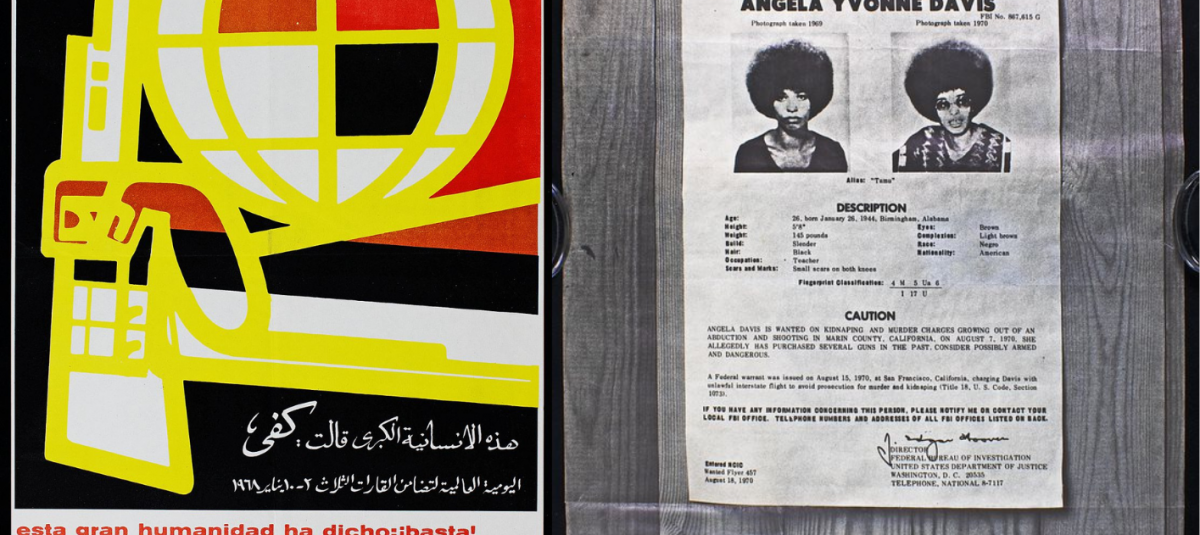 هذه الانسانية الكبرى قالت: كفى
اليومية العالمية لتضامن القارات الثلاث يناير ١٩٦٨
esta gran humanidad ha dicho:¡basta!
ANGELA YVONNE DAVIS
FBI No. 867,615 G
Photograph taken 1969
Photograph taken 1970
Alias: "Tamu"
DESCRIPTION
Age: 26, born January 26, 1944, Birmingham, Alabama
Height: 5'8" Eyes: Brown
Weight: 145 pounds Complexion: Light brown
Build: Slender Race: Negro
Hair: Black Nationality: American
Occupation: Teacher
Scars and Marks: Small scars on both knees
Fingerprint Classification: 4 M 5 Ua 6
1 17 U
CAUTION
ANGELA DAVIS IS WANTED ON KIDNAPING AND MURDER CHARGES GROWING OUT OF AN
ABDUCTION AND SHOOTING IN MARIN COUNTY, CALIFORNIA, ON AUGUST 7, 1970. SHE
ALLEGEDLY HAS PURCHASED SEVERAL GUNS IN THE PAST. CONSIDER POSSIBLY ARMED
AND DANGEROUS.
A Federal warrant was issued on August 15, 1970, at San Francisco, California, charging Davis with
unlawful interstate flight to avoid prosecution for murder and kidnaping (Title 18, U. S. Code, Section
1073).
IF YOU HAVE ANY INFORMATION CONCERNING THIS PERSON, PLEASE NOTIFY ME OR CONTACT YOUR
LOCAL FBI OFFICE. TELEPHONE NUMBERS AND ADDRESSES OF ALL FBI OFFICES LISTED ON BACK.
J. Edgar Hoover
DIRECTOR
FEDERAL BUREAU OF INVESTIGATION
UNITED STATES DEPARTMENT OF JUSTICE
WASHINGTON, D. C. 20535
TELEPHONE, NATIONAL 8-7117
Entered NCIC
Wanted Flyer 457
August 18, 1970